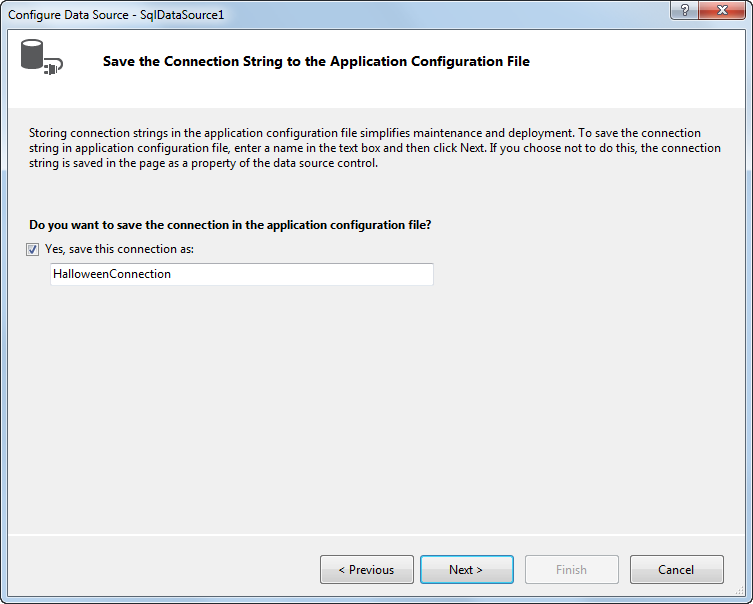 Configure Data Source - SqlDataSource1
?
Save the Connection String to the Application Configuration File
Storing connection strings in the application configuration file simplifies maintenance and deployment. To save the connection
string in application configuration file, enter a name in the text box and then click Next. If you choose not to do this, the connection
string is saved in the page as a property of the data source control.
Do you want to save the connection in the application configuration file?
Yes, save this connection as:
HalloweenConnection
< Previous
Next >
Finish
Cancel